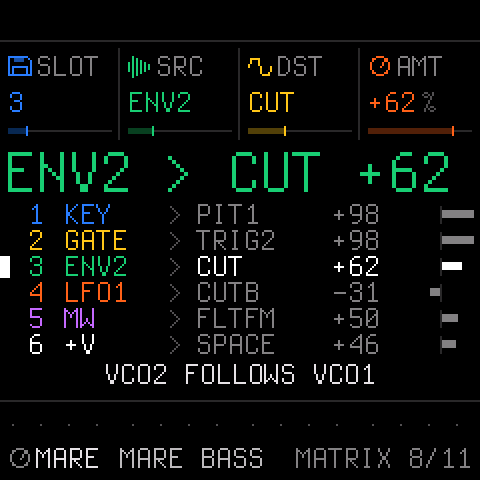 SLOT SRC DST AMT
3 ENV2 CUT +62%
ENV2 > CUT +62
1 KEY > PIT1 +98
2 GATE > TRIG2 +98
3 ENV2 > CUT +62
4 LFO1 > CUTB -31
5 MW > FLTFM +50
6 +V > SPACE +46
VCO2 FOLLOWS VCO1
MARE MARE BASS MATRIX 8/11